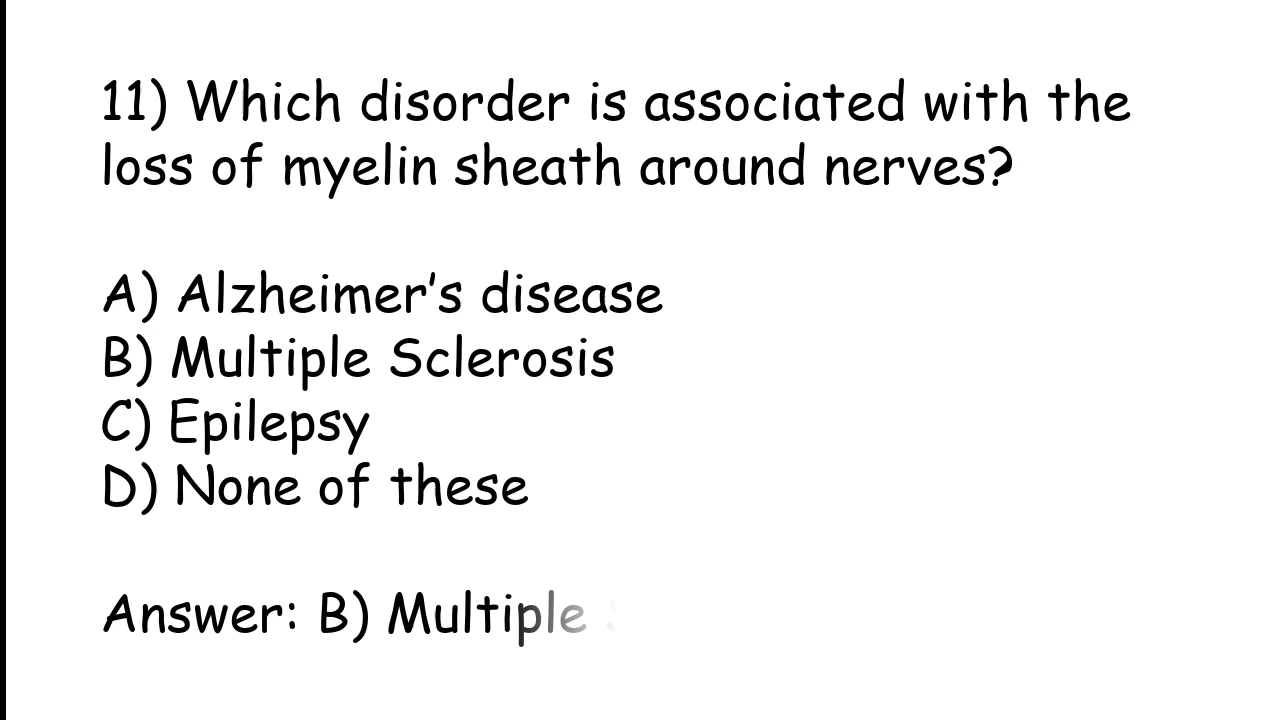 11) Which disorder is associated with the
loss of myelin sheath around nerves?
A) Alzheimer's disease
B) Multiple Sclerosis
C) Epilepsy
D) None of these
Answer: B) Multiple